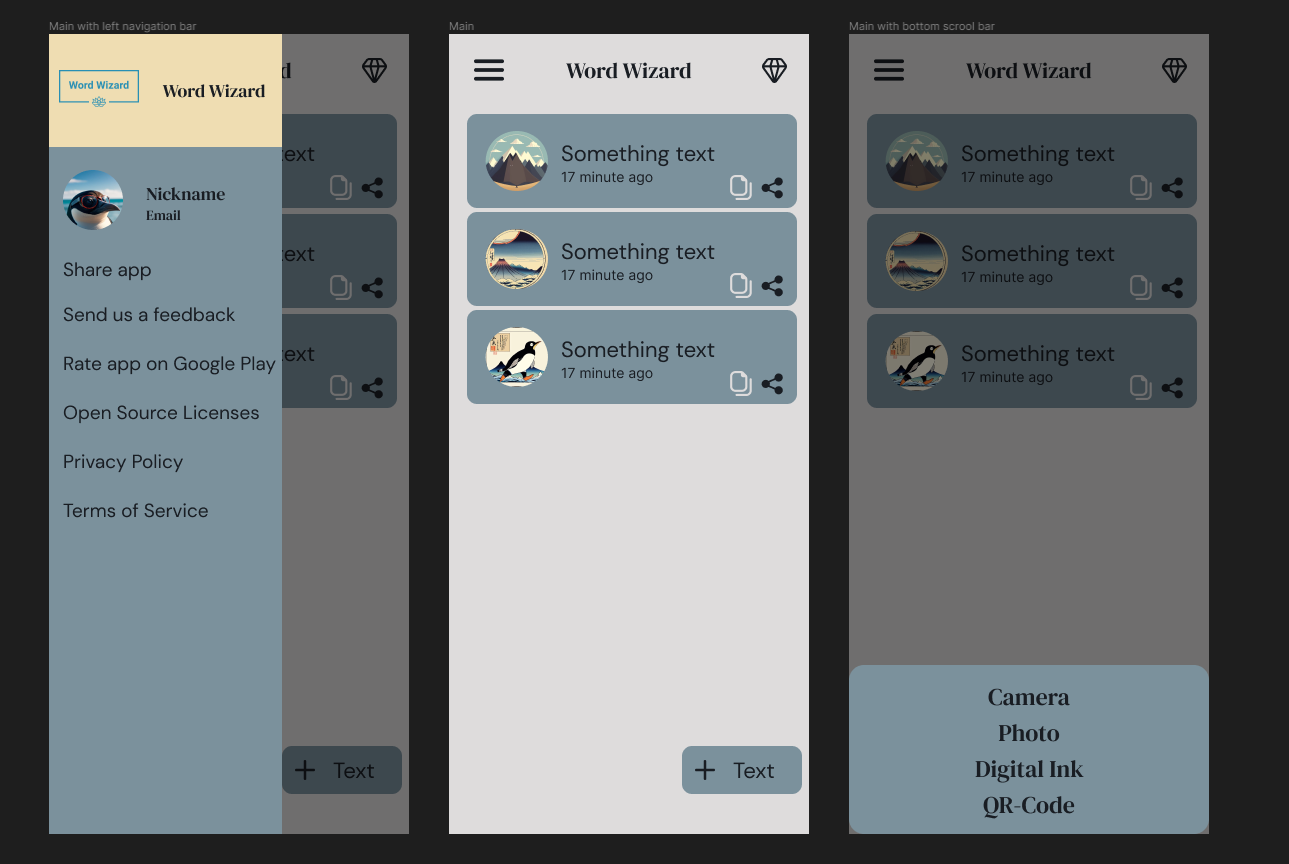 Main with left navigation bar
Word Wizard
Word Wizard
Nickname
Email
Share app
Send us a feedback
Rate app on Google Play
Open Source Licenses
Privacy Policy
Terms of Service
d
ext
ext
ext
Text
Main
Word Wizard
Something text
17 minute ago
Something text
17 minute ago
Something text
17 minute ago
Text
Main with bottom scrool bar
Word Wizard
Something text
17 minute ago
Something text
17 minute ago
Something text
17 minute ago
Camera
Photo
Digital Ink
QR-Code